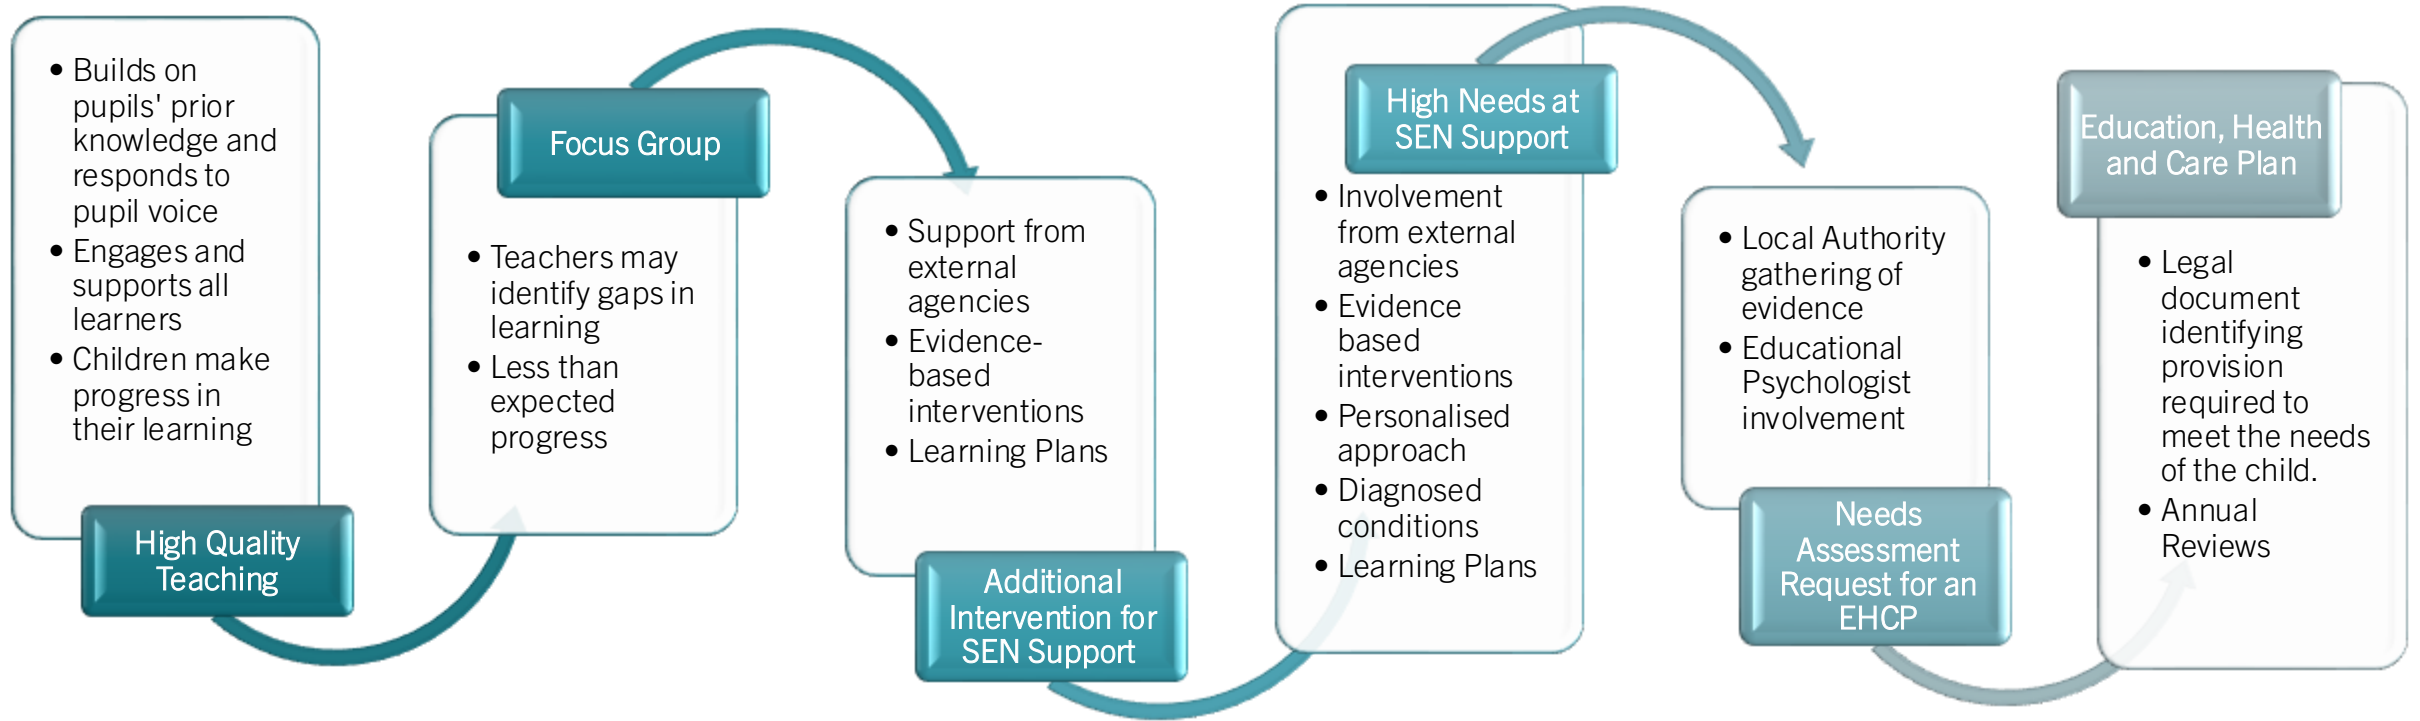 • Builds on
pupils' prior
knowledge and
responds to
pupil voice
• Engages and
supports all
learners
• Children make
progress in
their learning
High Quality
Teaching
Focus Group
• Teachers may
identify gaps in
learning
• Less than
expected
progress
• Support from
external
agencies
• Evidence-
based
interventions
• Learning Plans
Additional
Intervention for
SEN Support
High Needs at
SEN Support
• Involvement
from external
agencies
• Evidence
based
interventions
• Personalised
approach
• Diagnosed
conditions
• Learning Plans
• Local Authority
gathering of
evidence
• Educational
Psychologist
involvement
Needs
Assessment
Request for an
EHCP
Education, Health
and Care Plan
• Legal
document
identifying
provision
required to
meet the needs
of the child.
• Annual
Reviews